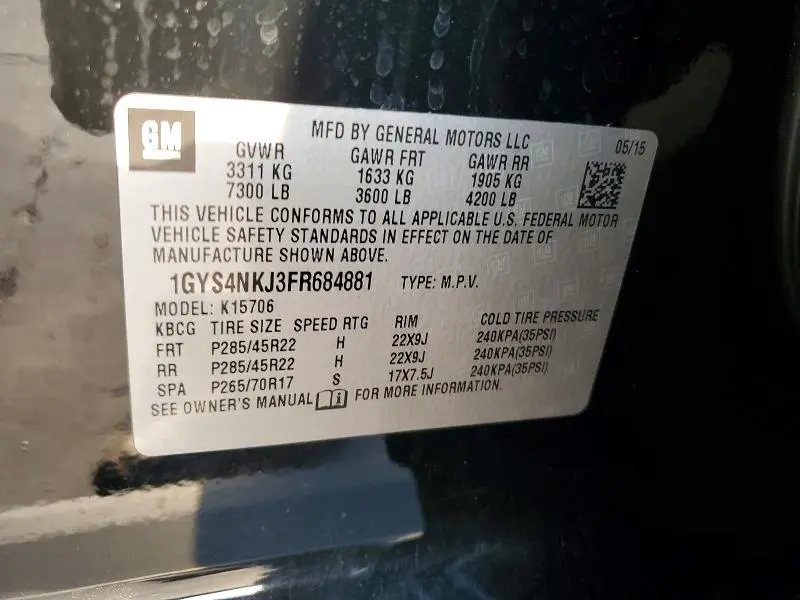 GM
MFD BY GENERAL MOTORS LLC 05/15
GVWR GAWR FRT GAWR RR
3311 KG 1633 KG 1905 KG
7300 LB 3600 LB 4200 LB
THIS VEHICLE CONFORMS TO ALL APPLICABLE U.S. FEDERAL MOTOR
VEHICLE SAFETY STANDARDS IN EFFECT ON THE DATE OF
MANUFACTURE SHOWN ABOVE.
1GYS4NKJ3FR684881 TYPE: M.P.V.
MODEL: K15706
KBCG TIRE SIZE SPEED RTG RIM COLD TIRE PRESSURE
FRT P285/45R22 H 22X9J 240KPA(35PSI)
RR P285/45R22 H 22X9J 240KPA(35PSI)
SPA P265/70R17 S 17X7.5J 240KPA(35PSI)
SEE OWNER'S MANUAL i FOR MORE INFORMATION.